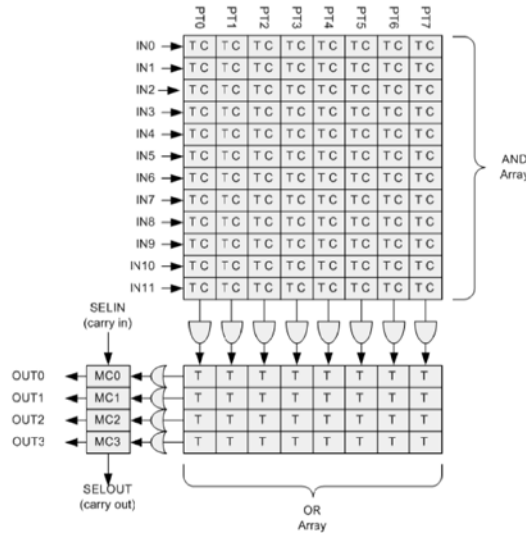 PT0 PT1 PT2 PT3 PT4 PT5 PT6 PT7
IN0 T C T C T C T C T C T C T C T C
IN1 T C T C T C T C T C T C T C T C
IN2 T C T C T C T C T C T C T C T C
IN3 T C T C T C T C T C T C T C T C
IN4 T C T C T C T C T C T C T C T C
IN5 T C T C T C T C T C T C T C T C
IN6 T C T C T C T C T C T C T C T C
IN7 T C T C T C T C T C T C T C T C
IN8 T C T C T C T C T C T C T C T C
IN9 T C T C T C T C T C T C T C T C
IN10 T C T C T C T C T C T C T C T C
IN11 T C T C T C T C T C T C T C T C
AND
Array
SELIN
(carry in)
OUT0 MC0 T T T T T T T T
OUT1 MC1 T T T T T T T T
OUT2 MC2 T T T T T T T T
OUT3 MC3 T T T T T T T T
SELOUT
(carry out)
OR
Array